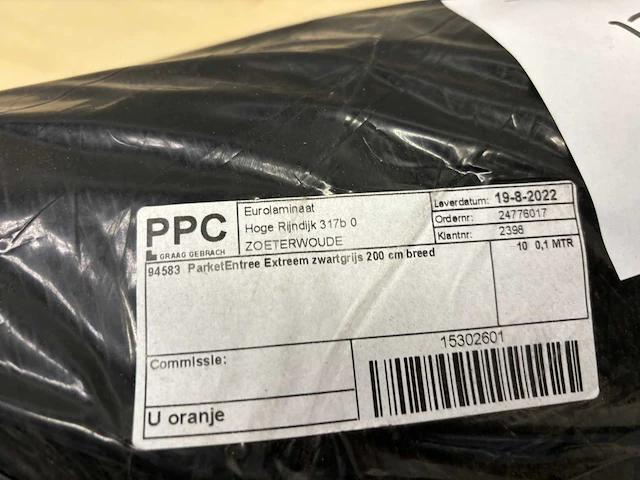 PPC
GRAAG GEBRACH
Eurolaminaat
Hoge Rijndijk 317b 0
ZOETERWOUDE
Leverdatum: 19-8-2022
Ordernr: 24776017
Klantnr: 2398
94583 ParketEntree Extreem zwartgrijs 200 cm breed
10 0,1 MTR
Commissie:
U oranje
15302601